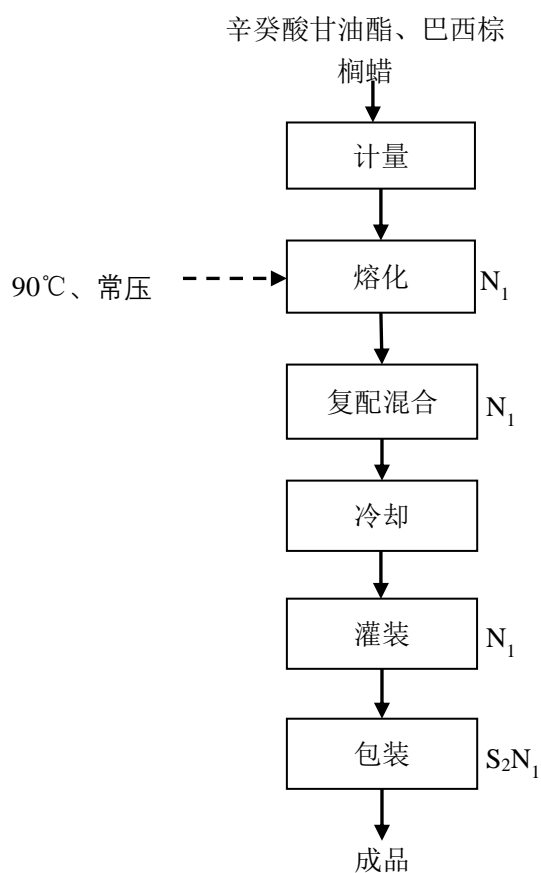 辛癸酸甘油酯、巴西棕
榈蜡
计量
90℃、常压
熔化
N₁
复配混合
N₁
冷却
灌装
N₁
包装
S₂N₁
成品